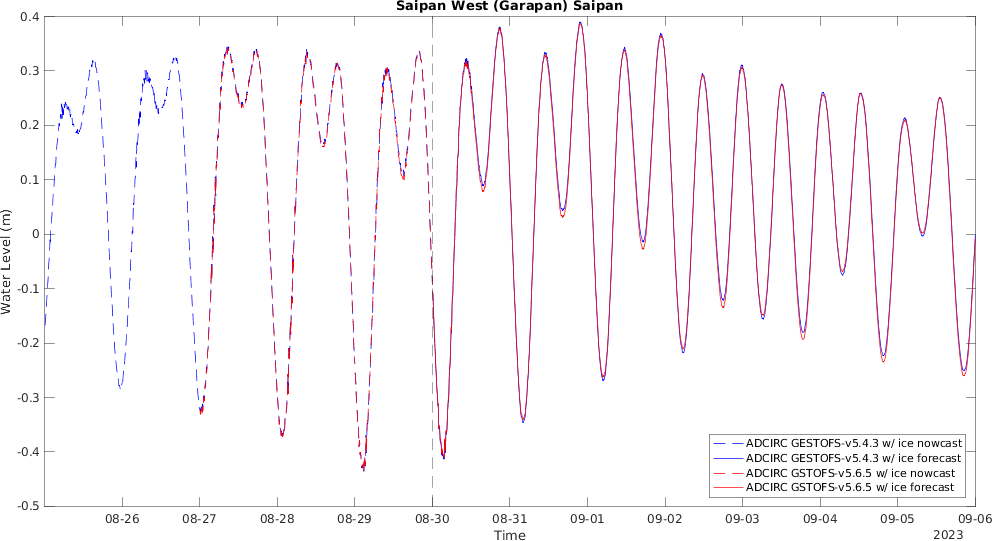 Saipan West (Garapan) Saipan
Water Level (m)
0.4
0.3
0.2
0.1
0
-0.1
-0.2
-0.3
-0.4
-0.5
ADCIRC GESTOFS-v5.4.3 w/ ice nowcast
ADCIRC GESTOFS-v5.4.3 w/ ice forecast
ADCIRC GSTOFS-v5.6.5 w/ ice nowcast
ADCIRC GSTOFS-v5.6.5 w/ ice forecast
08-26 08-27 08-28 08-29 08-30 08-31 09-01 09-02 09-03 09-04 09-05 09-06
Time
2023